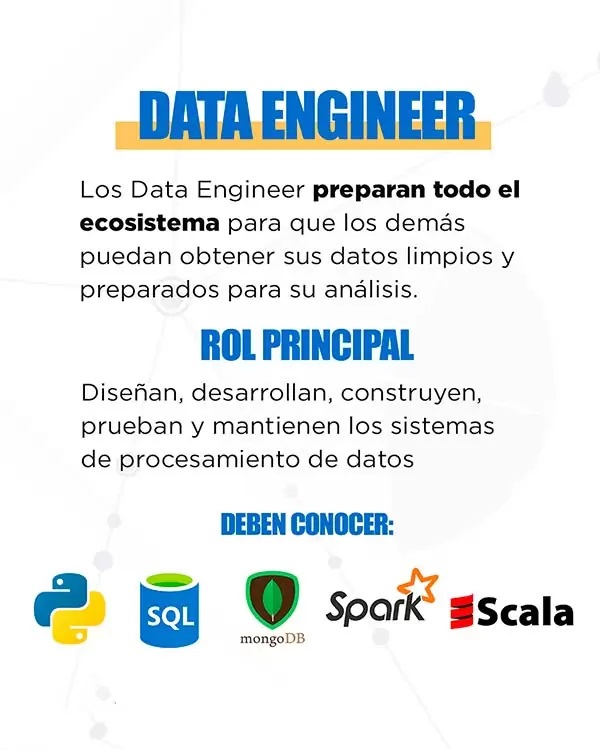 DATA ENGINEER
Los Data Engineer preparan todo el
ecosistema para que los demás
puedan obtener sus datos limpios y
preparados para su análisis.
ROL PRINCIPAL
Diseñan, desarrollan, construyen,
prueban y mantienen los sistemas
de procesamiento de datos
DEBEN CONOCER:
SQL
mongoDB
Spark
Scala